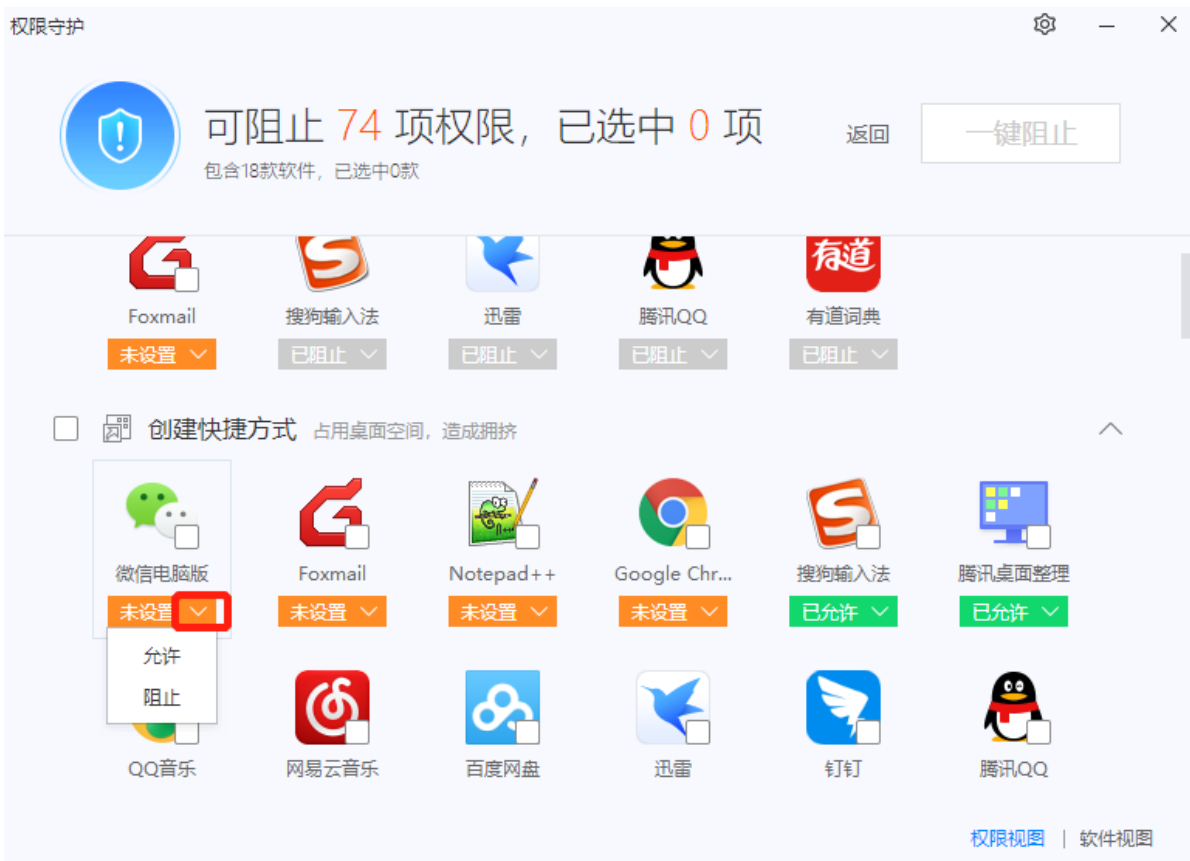 权限守护
可阻止 74 项权限，已选中 0 项
返回
一键阻止
包含18款软件，已选中0款
有道
Foxmail 搜狗输入法 迅雷 腾讯QQ 有道词典
未设置 已阻止 已阻止 已阻止 已阻止
创建快捷方式 占用桌面空间，造成拥挤
微信电脑版 Foxmail Notepad++ Google Chr... 搜狗输入法 腾讯桌面整理
未设置 未设置 未设置 未设置 已允许 已允许
允许
阻止
QQ音乐 网易云音乐 百度网盘 迅雷 钉钉 腾讯QQ
权限视图 | 软件视图